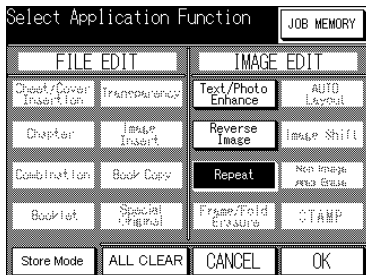 Select Application Function
JOB MEMORY
FILE EDIT
IMAGE EDIT
Sheet/Cover
Insertion
Transparency
Text/Photo
Enhance
AUTO
Layout
Chapter
Image
Insert
Reverse
Image
Image Shift
Combination
Book Copy
Repeat
Non Image
Area Erase
Booklet
Special
Original
Frame/Fold
Erasure
STAMP
Store Mode
ALL CLEAR
CANCEL
OK